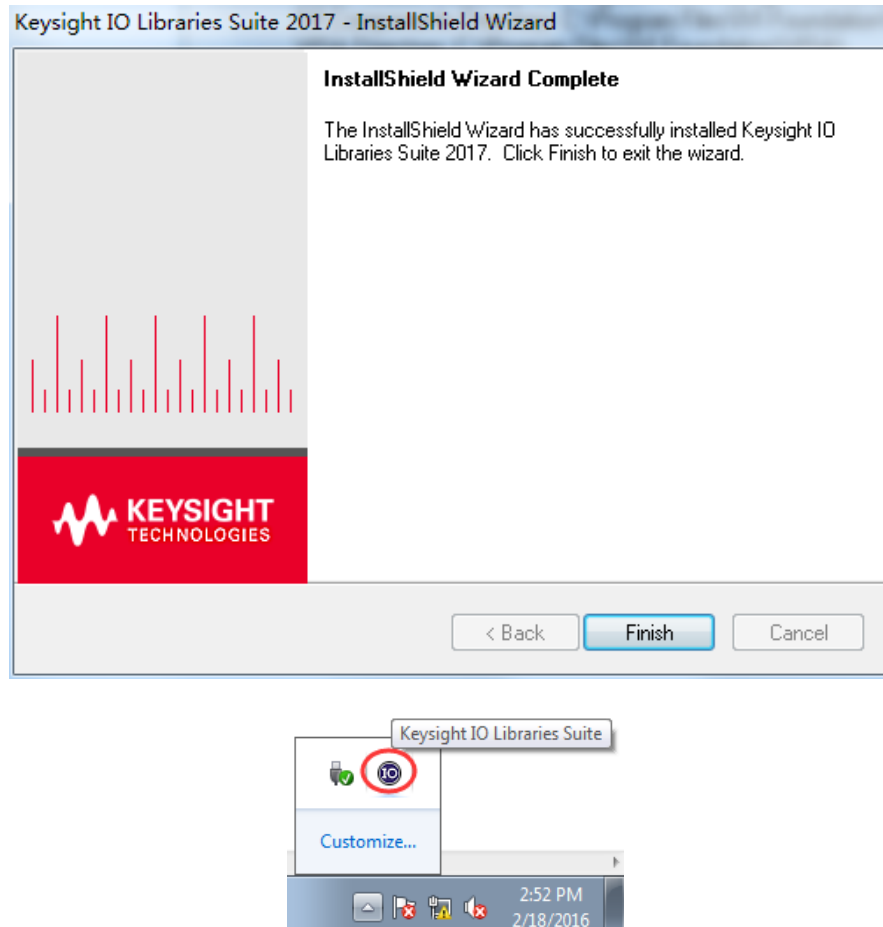 Keysight IO Libraries Suite 2017 - InstallShield Wizard
InstallShield Wizard Complete
The InstallShield Wizard has successfully installed Keysight IO
Libraries Suite 2017.  Click Finish to exit the wizard.
KEYSIGHT
TECHNOLOGIES
< Back
Finish
Cancel
Keysight IO Libraries Suite
IO
Customize...
2:52 PM
2/18/2016